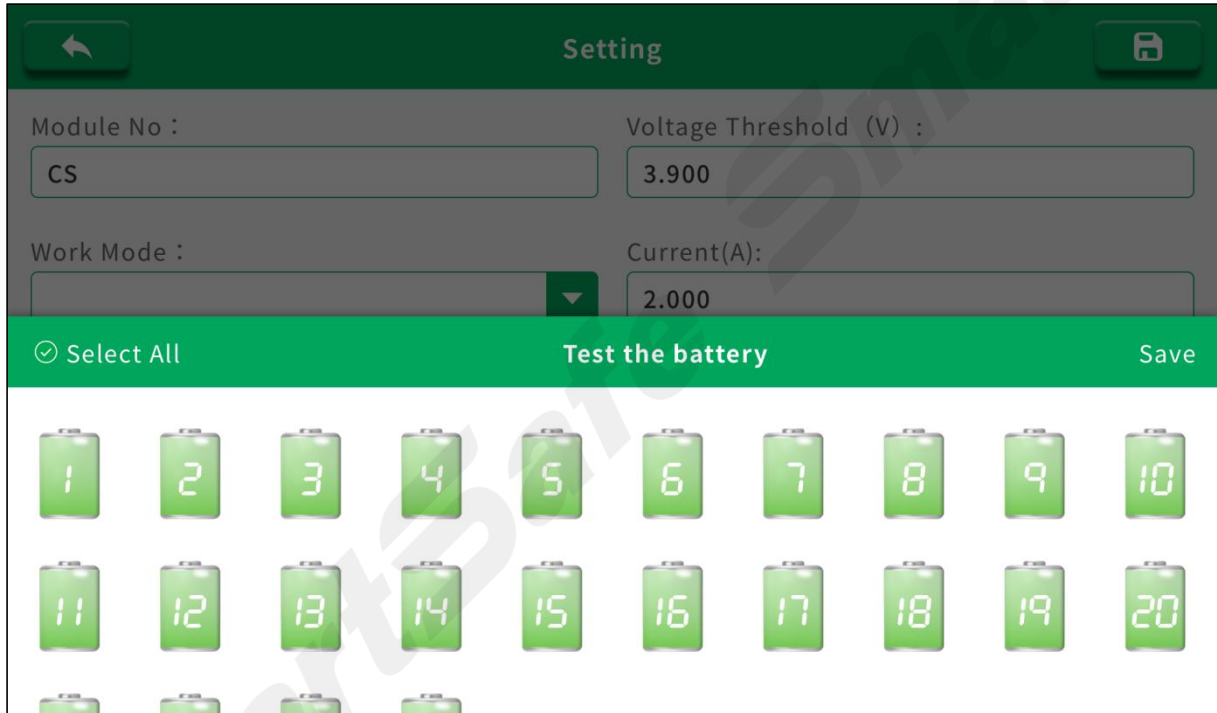 Setting
Module No：
Voltage Threshold（V）:
CS
3.900
Work Mode：
Current(A):
2.000
Select All
Test the battery
Save
1 2 3 4 5 6 7 8 9 10
11 12 13 14 15 16 17 18 19 20
SmartSafe